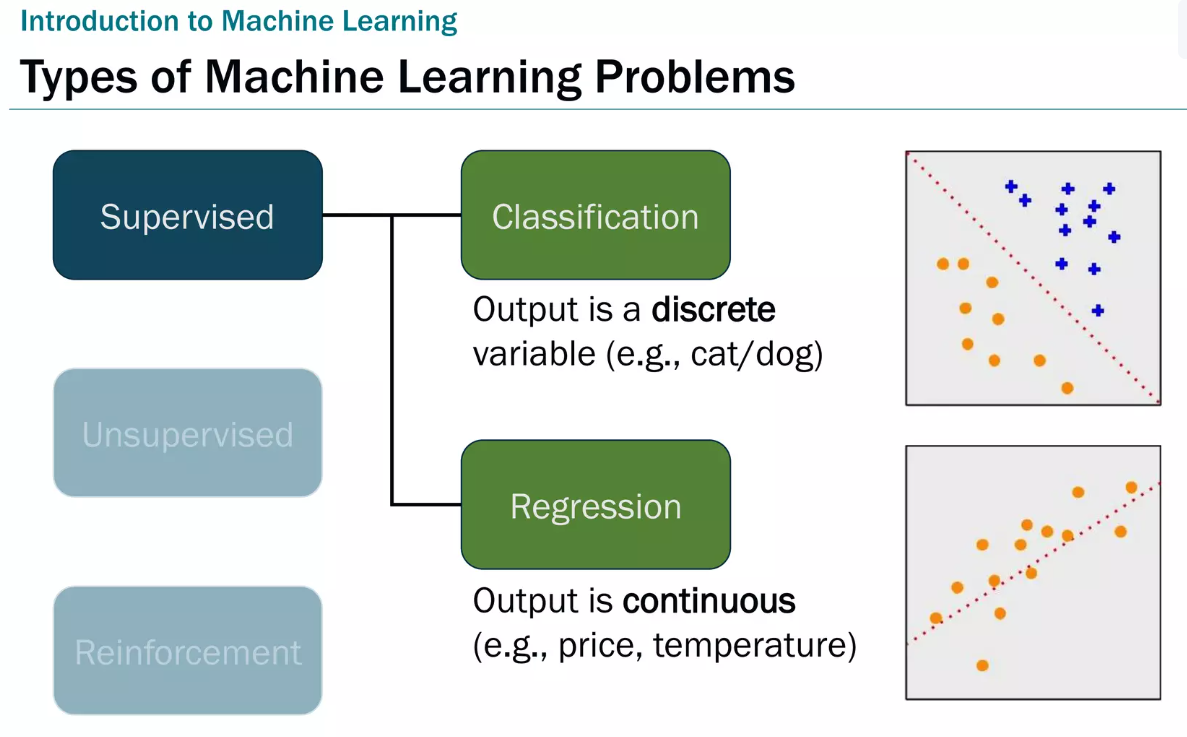 Introduction to Machine Learning
Types of Machine Learning Problems
Supervised
Classification
Output is a discrete
variable (e.g., cat/dog)
Unsupervised
Regression
Output is continuous
(e.g., price, temperature)
Reinforcement